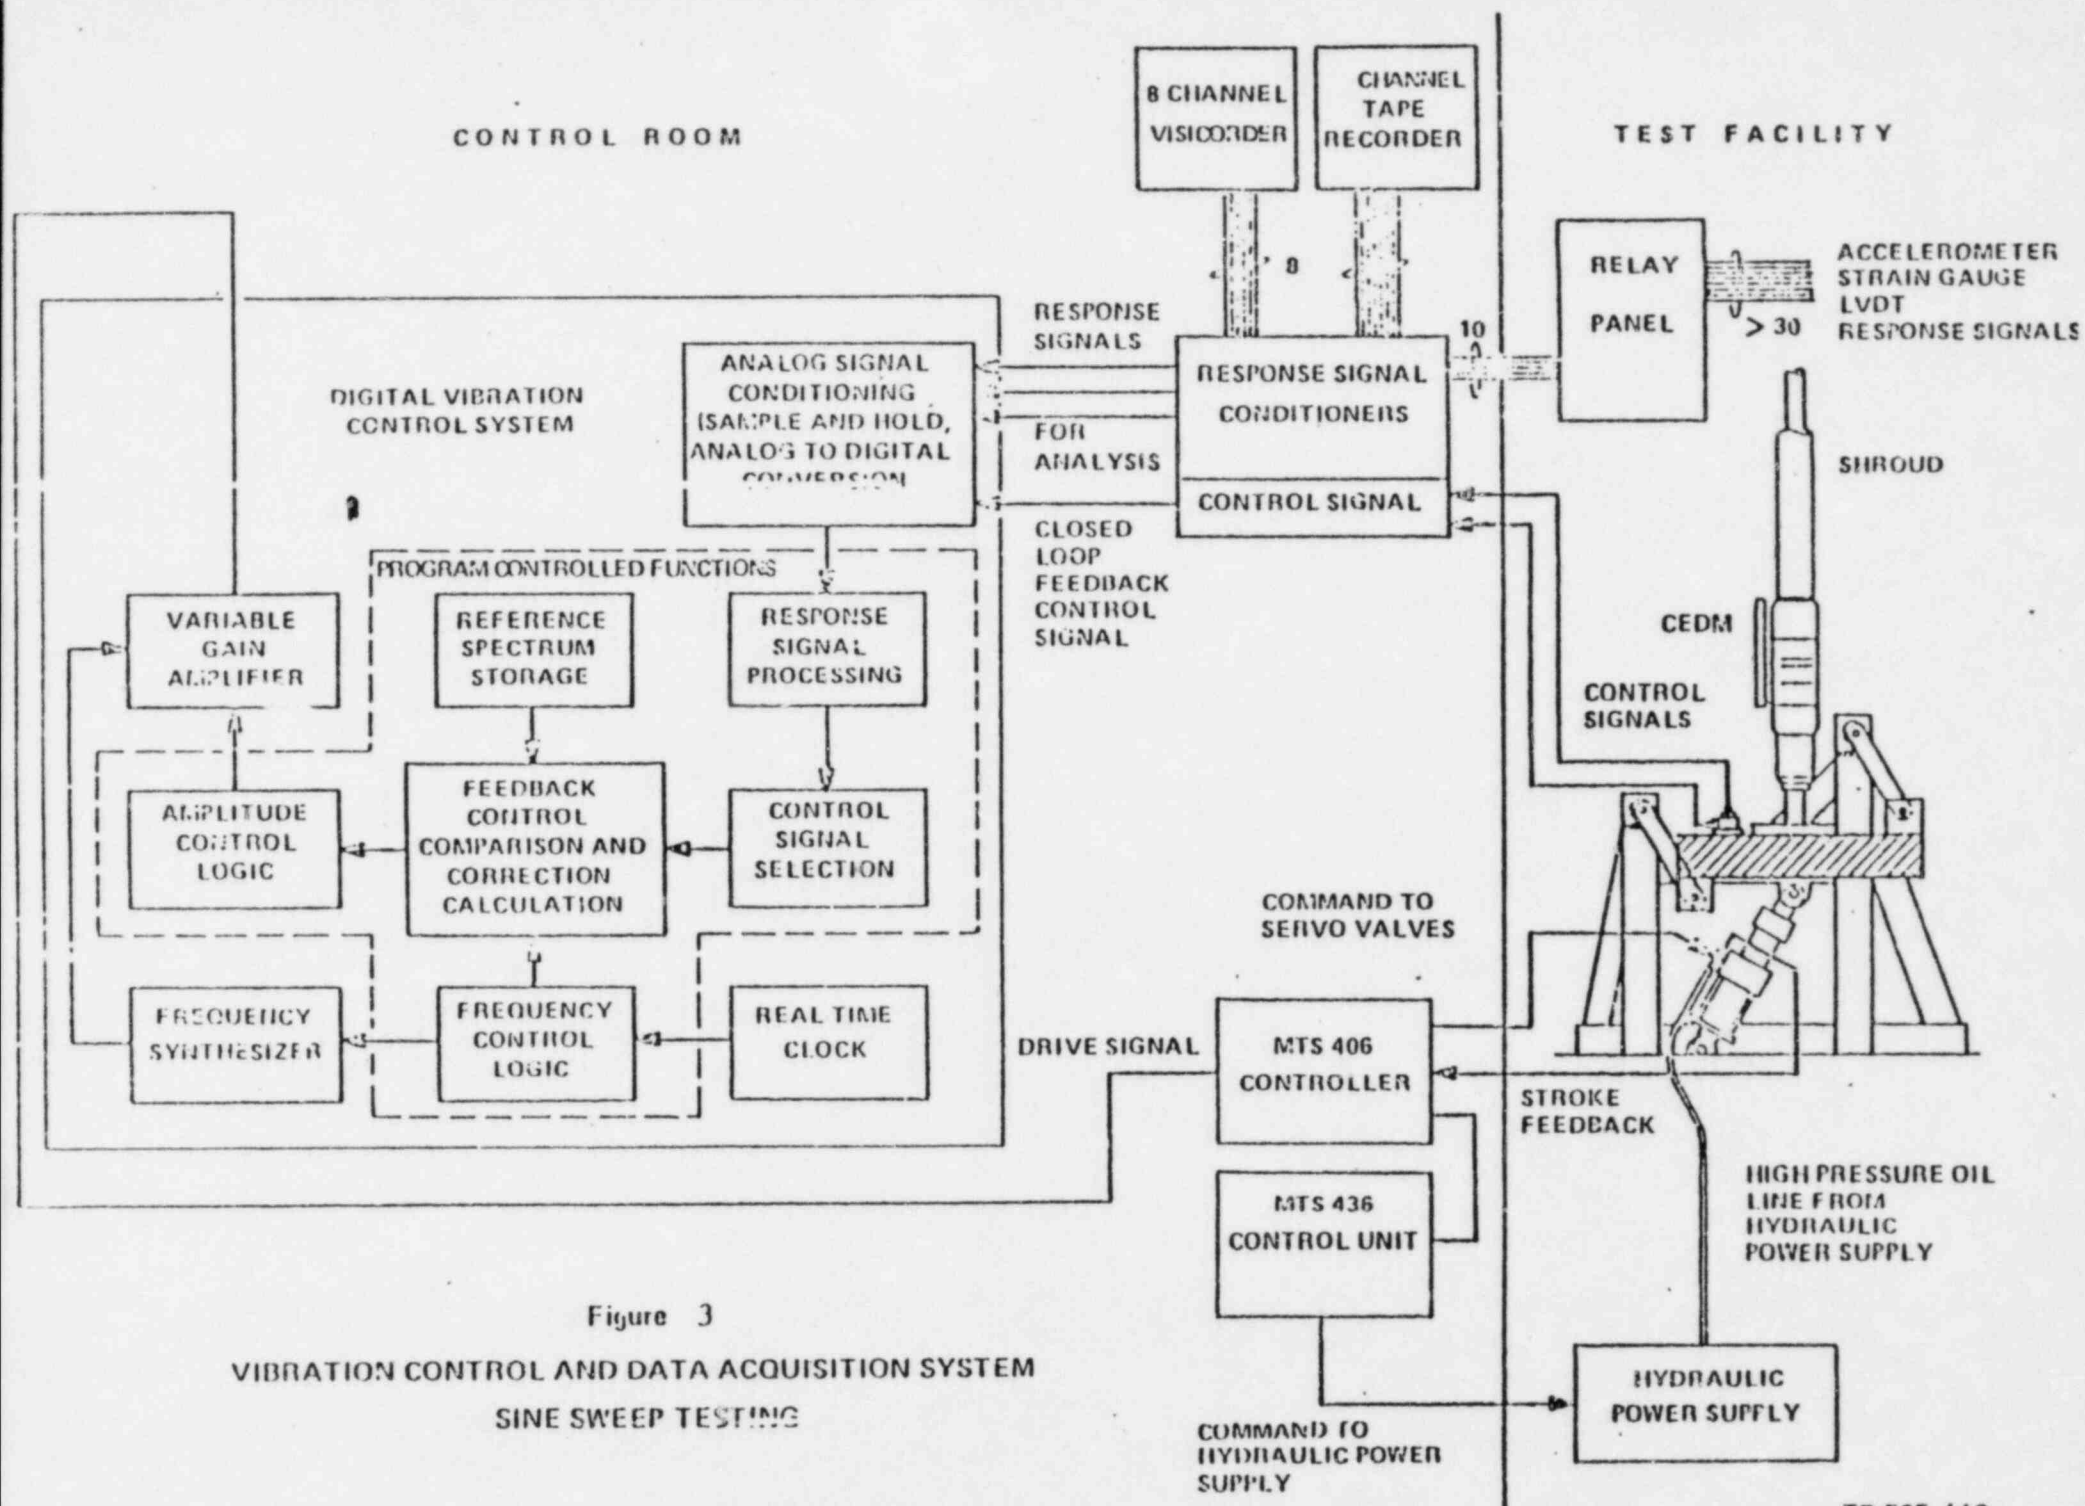 CONTROL ROOM
8 CHANNEL
VISICORDER
CHANNEL
TAPE
RECORDER
TEST FACILITY
8
RELAY
PANEL
ACCELEROMETER
STRAIN GAUGE
LVDT
RESPONSE SIGNALS
> 30
10
RESPONSE
SIGNALS
FOR
ANALYSIS
RESPONSE SIGNAL
CONDITIONERS
CONTROL SIGNAL
DIGITAL VIBRATION
CONTROL SYSTEM
ANALOG SIGNAL
CONDITIONING
(SAMPLE AND HOLD,
ANALOG TO DIGITAL
CONVERSION
SHROUD
CLOSED
LOOP
FEEDBACK
CONTROL
SIGNAL
PROGRAM CONTROLLED FUNCTIONS
VARIABLE
GAIN
AMPLIFIER
REFERENCE
SPECTRUM
STORAGE
RESPONSE
SIGNAL
PROCESSING
CEDM
CONTROL
SIGNALS
AMPLITUDE
CONTROL
LOGIC
FEEDBACK
CONTROL
COMPARISON AND
CORRECTION
CALCULATION
CONTROL
SIGNAL
SELECTION
COMMAND TO
SERVO VALVES
FREQUENCY
SYNTHESIZER
FREQUENCY
CONTROL
LOGIC
REAL TIME
CLOCK
DRIVE SIGNAL
MTS 406
CONTROLLER
STROKE
FEEDBACK
MTS 436
CONTROL UNIT
HIGH PRESSURE OIL
LINE FROM
HYDRAULIC
POWER SUPPLY
Figure 3
VIBRATION CONTROL AND DATA ACQUISITION SYSTEM
SINE SWEEP TESTING
HYDRAULIC
POWER SUPPLY
COMMAND TO
HYDRAULIC POWER
SUPPLY